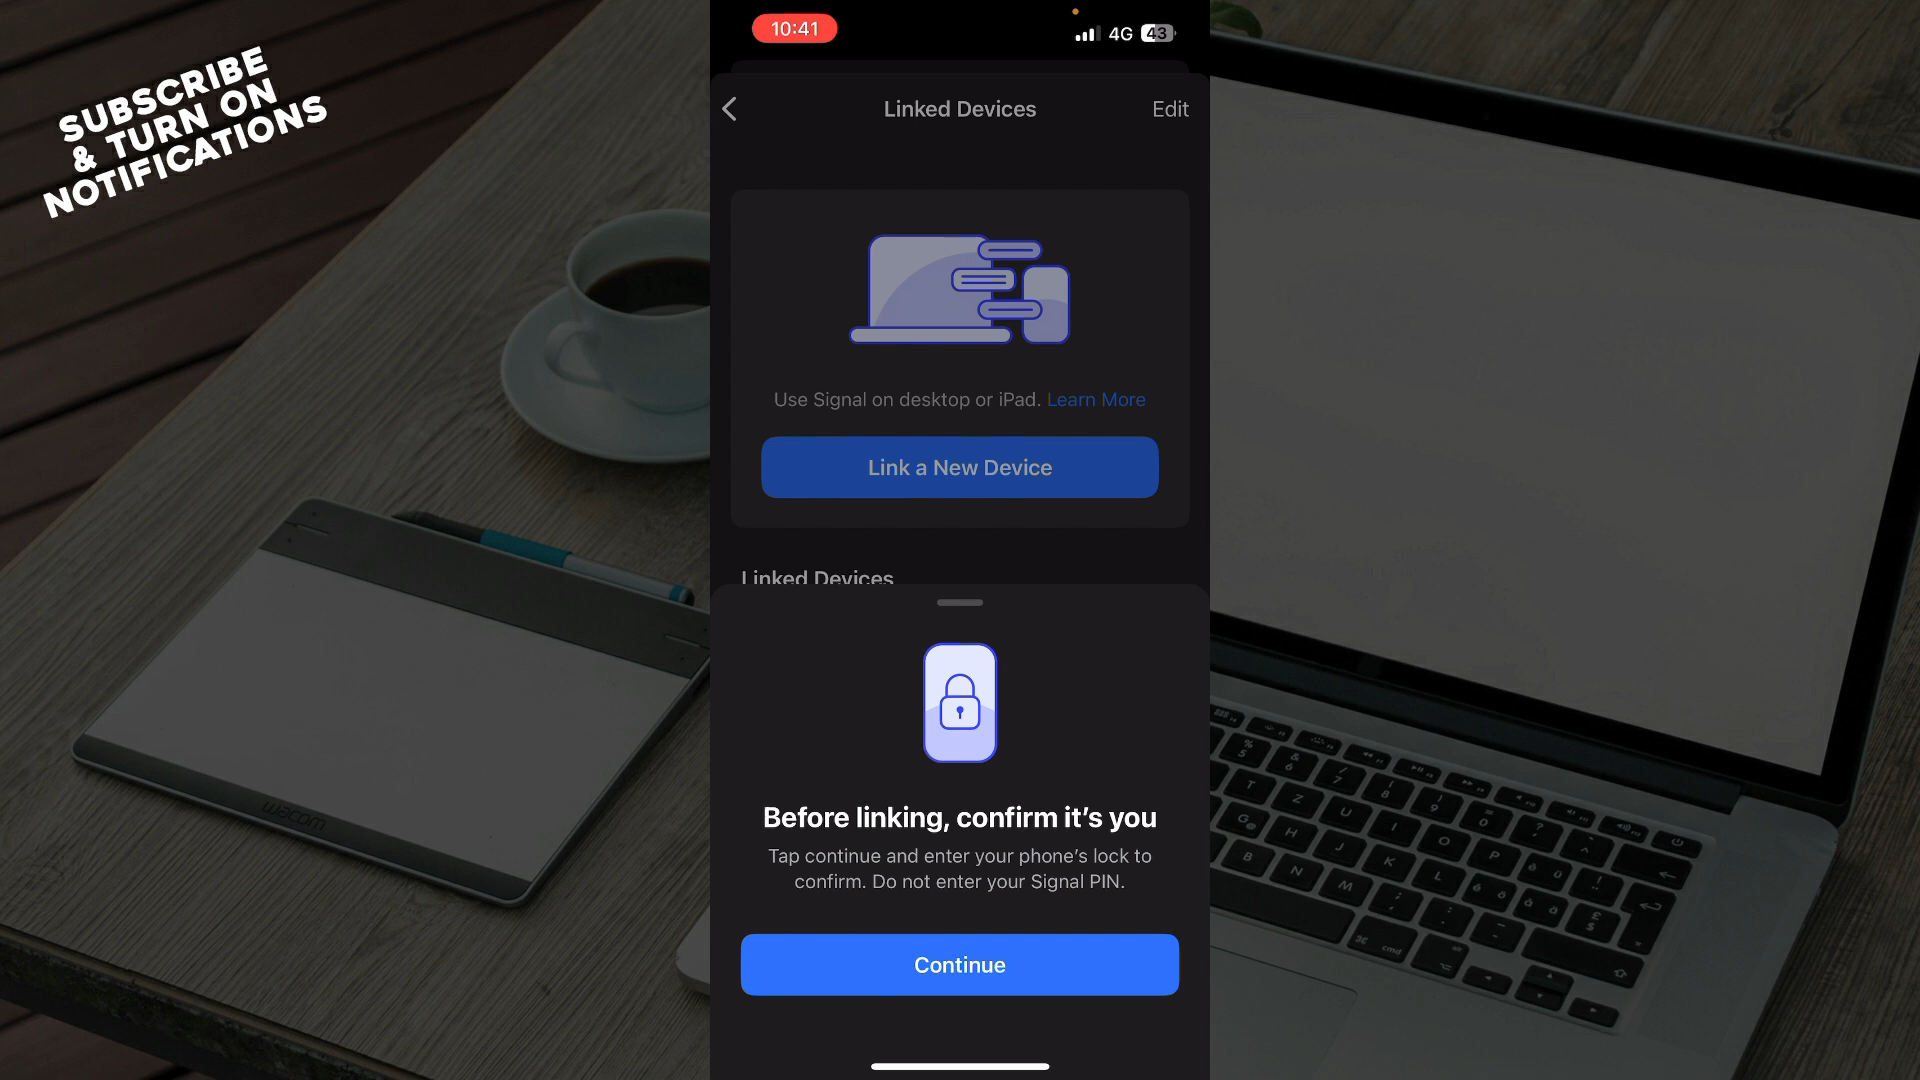 SUBSCRIBE
& TURN ON
NOTIFICATIONS
10:41
4G 43
Linked Devices
Edit
Use Signal on desktop or iPad. Learn More
Link a New Device
Linked Devices
Before linking, confirm it's you
Tap continue and enter your phone's lock to
confirm. Do not enter your Signal PIN.
Continue
wacom